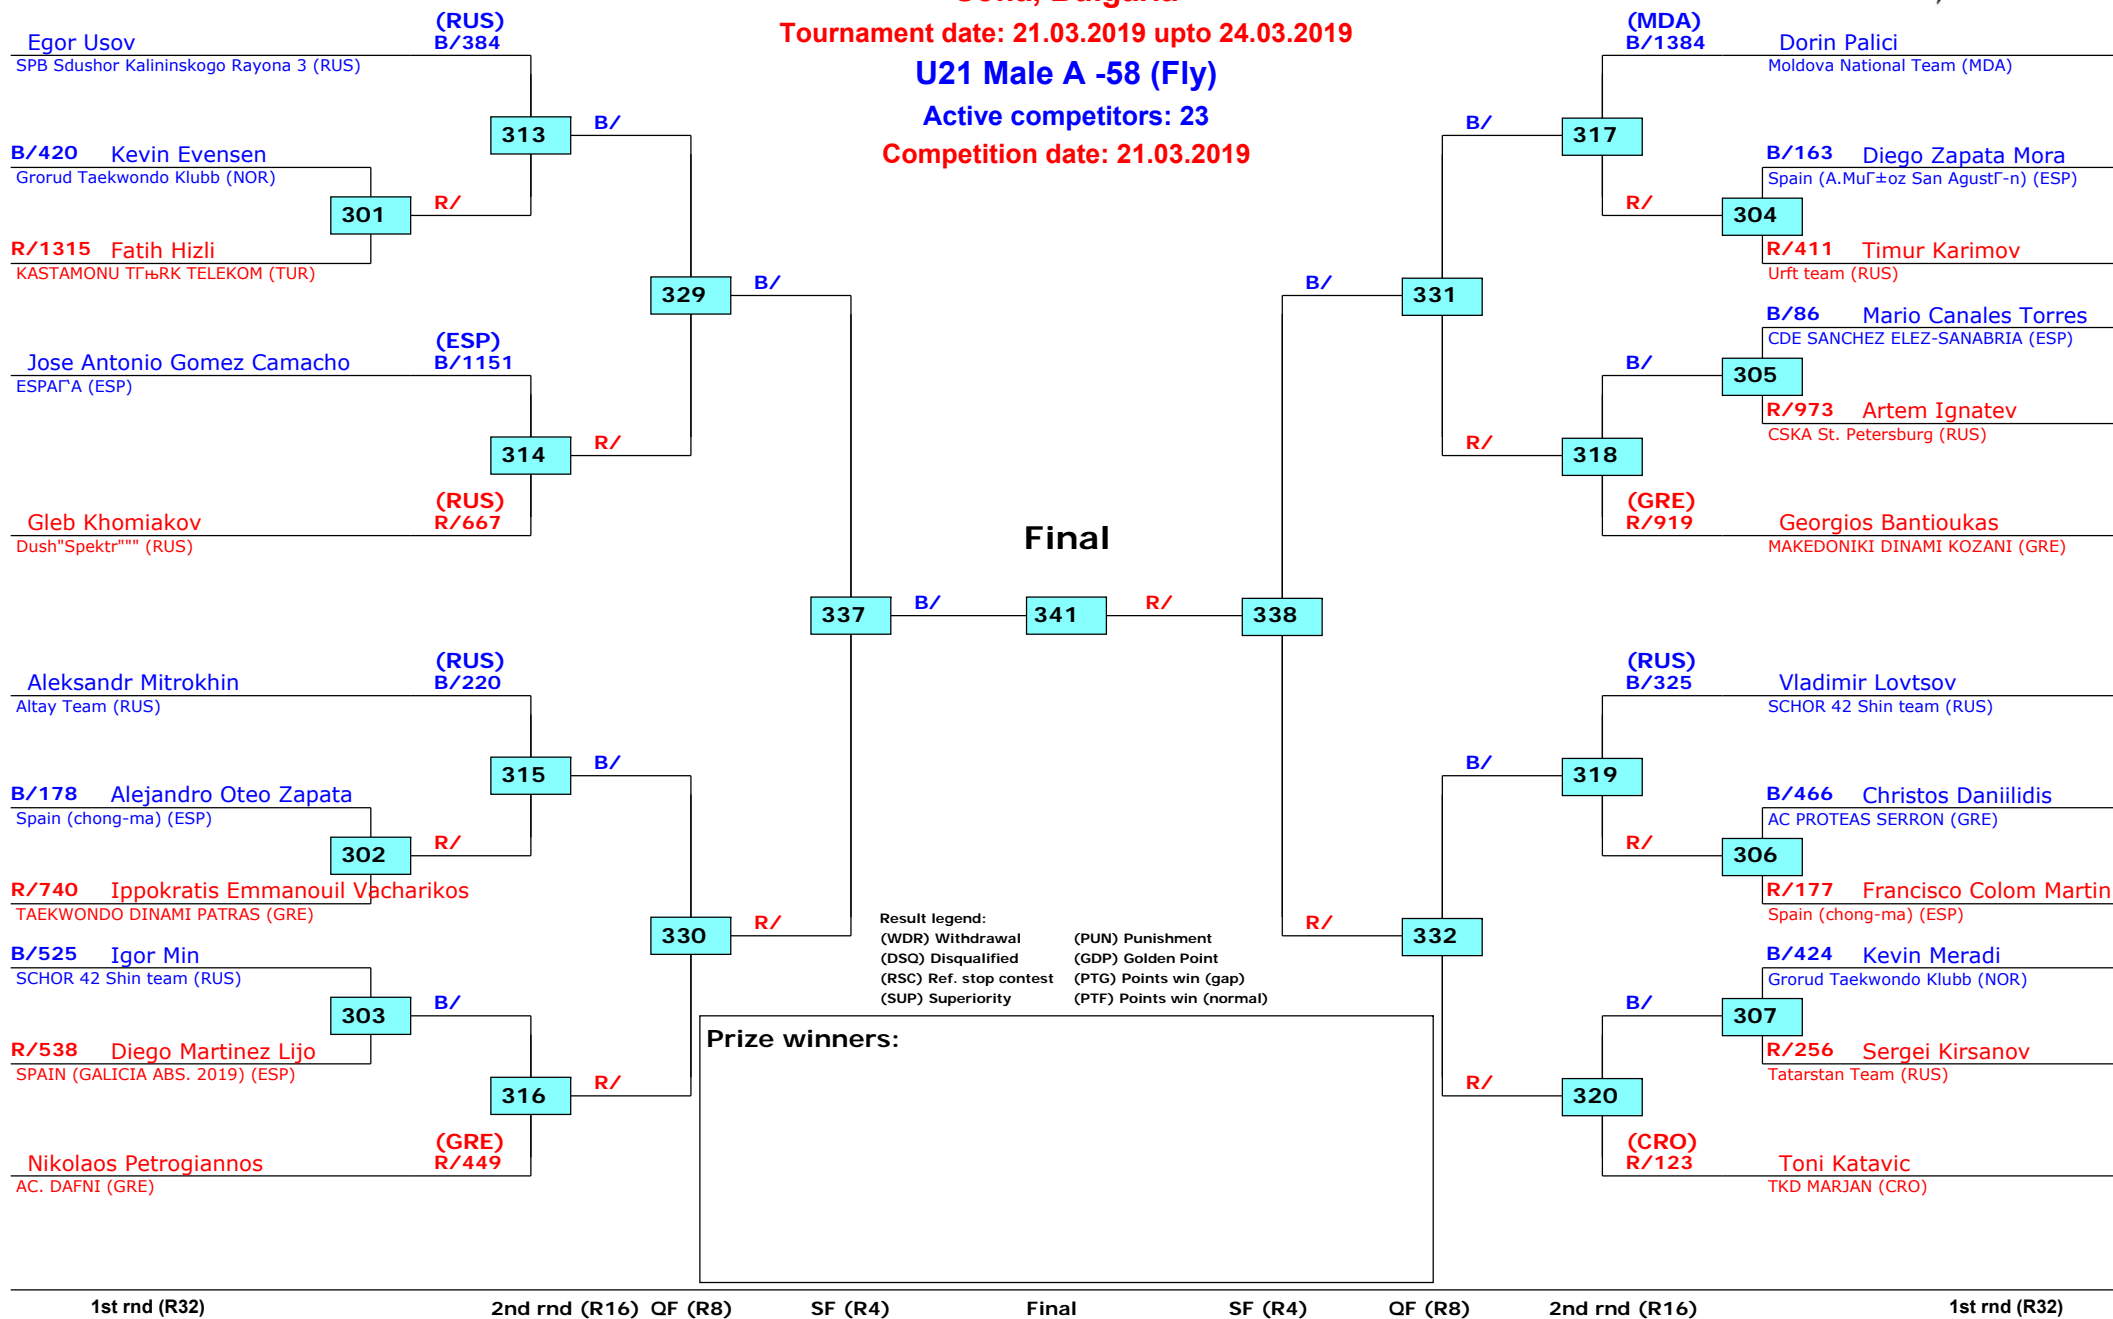 Tournament date: 21.03.2019 upto 24.03.2019
U21 Male A -58 (Fly)
Active competitors: 23
Competition date: 21.03.2019
(RUS)
Egor Usov B/384
SPB Sdushor Kalininskogo Rayona 3 (RUS)
313
B/
B/420 Kevin Evensen
Grorud Taekwondo Klubb (NOR)
301
R/
R/1315 Fatih Hizli
KASTAMONU TГњRK TELEKOM (TUR)
329
B/
(ESP)
Jose Antonio Gomez Camacho B/1151
ESPAГ‘A (ESP)
314
R/
(RUS)
Gleb Khomiakov R/667
Dush"Spektr""" (RUS)
337
B/
(RUS)
Aleksandr Mitrokhin B/220
Altay Team (RUS)
315
B/
B/178 Alejandro Oteo Zapata
Spain (chong-ma) (ESP)
302
R/
R/740 Ippokratis Emmanouil Vacharikos
TAEKWONDO DINAMI PATRAS (GRE)
330
R/
B/525 Igor Min
SCHOR 42 Shin team (RUS)
303
B/
R/538 Diego Martinez Lijo
SPAIN (GALICIA ABS. 2019) (ESP)
316
R/
(GRE)
Nikolaos Petrogiannos R/449
AC. DAFNI (GRE)
Final
341
R/
338
(MDA)
B/1384 Dorin Palici
Moldova National Team (MDA)
B/
317
B/163 Diego Zapata Mora
Spain (A.MuГ±oz San AgustГ-n) (ESP)
R/
304
R/411 Timur Karimov
Urft team (RUS)
B/
331
B/86 Mario Canales Torres
CDE SANCHEZ ELEZ-SANABRIA (ESP)
B/
305
R/973 Artem Ignatev
CSKA St. Petersburg (RUS)
R/
318
(GRE)
R/919 Georgios Bantioukas
MAKEDONIKI DINAMI KOZANI (GRE)
(RUS)
B/325 Vladimir Lovtsov
SCHOR 42 Shin team (RUS)
B/
319
B/466 Christos Daniilidis
AC PROTEAS SERRON (GRE)
R/
306
R/177 Francisco Colom Martin
Spain (chong-ma) (ESP)
R/
332
B/424 Kevin Meradi
Grorud Taekwondo Klubb (NOR)
B/
307
R/256 Sergei Kirsanov
Tatarstan Team (RUS)
R/
320
(CRO)
R/123 Toni Katavic
TKD MARJAN (CRO)
Result legend:
(WDR) Withdrawal (PUN) Punishment
(DSQ) Disqualified (GDP) Golden Point
(RSC) Ref. stop contest (PTG) Points win (gap)
(SUP) Superiority (PTF) Points win (normal)
Prize winners:
1st rnd (R32) 2nd rnd (R16) QF (R8) SF (R4) Final SF (R4) QF (R8) 2nd rnd (R16) 1st rnd (R32)